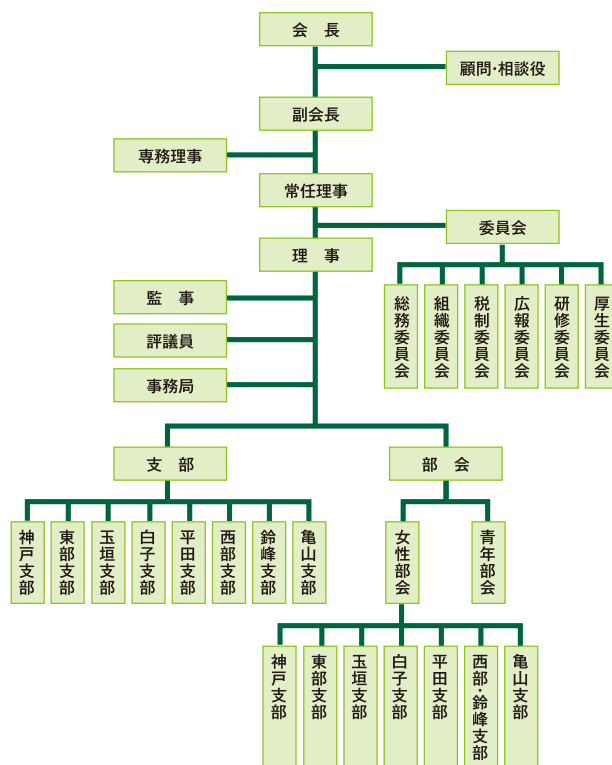 会　長
顧問・相談役
副会長
専務理事
常任理事
委員会
理　事
総務委員会
組織委員会
税制委員会
広報委員会
研修委員会
厚生委員会
監　事
評議員
事務局
支　部
部　会
神戸支部
東部支部
玉垣支部
白子支部
平田支部
西部支部
鈴峰支部
亀山支部
女性部会
青年部会
神戸支部
東部支部
玉垣支部
白子支部
平田支部
西部・鈴峰支部
亀山支部